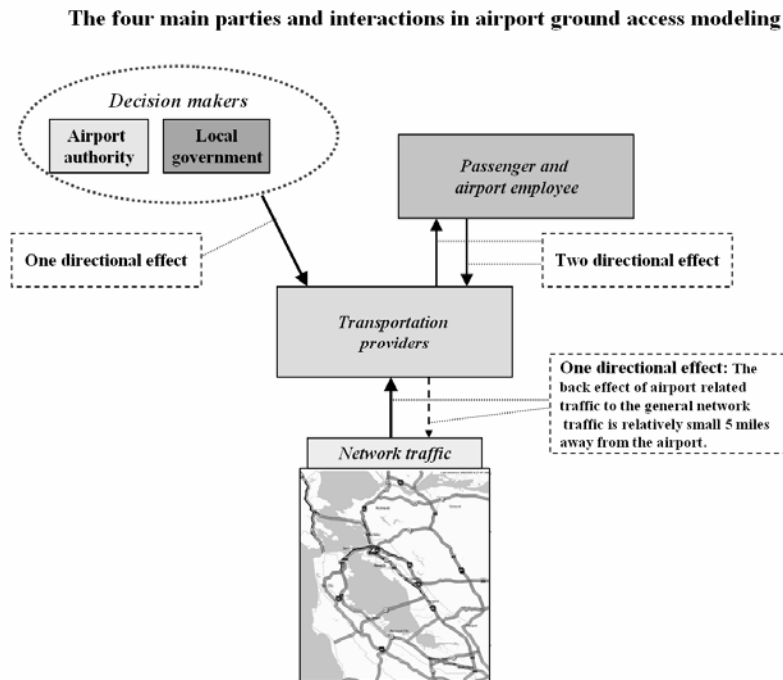 The four main parties and interactions in airport ground access modeling
Decision makers
Airport
authority
Local
government
Passenger and
airport employee
One directional effect
Two directional effect
Transportation
providers
One directional effect: The
back effect of airport related
traffic to the general network
traffic is relatively small 5 miles
away from the airport.
Network traffic